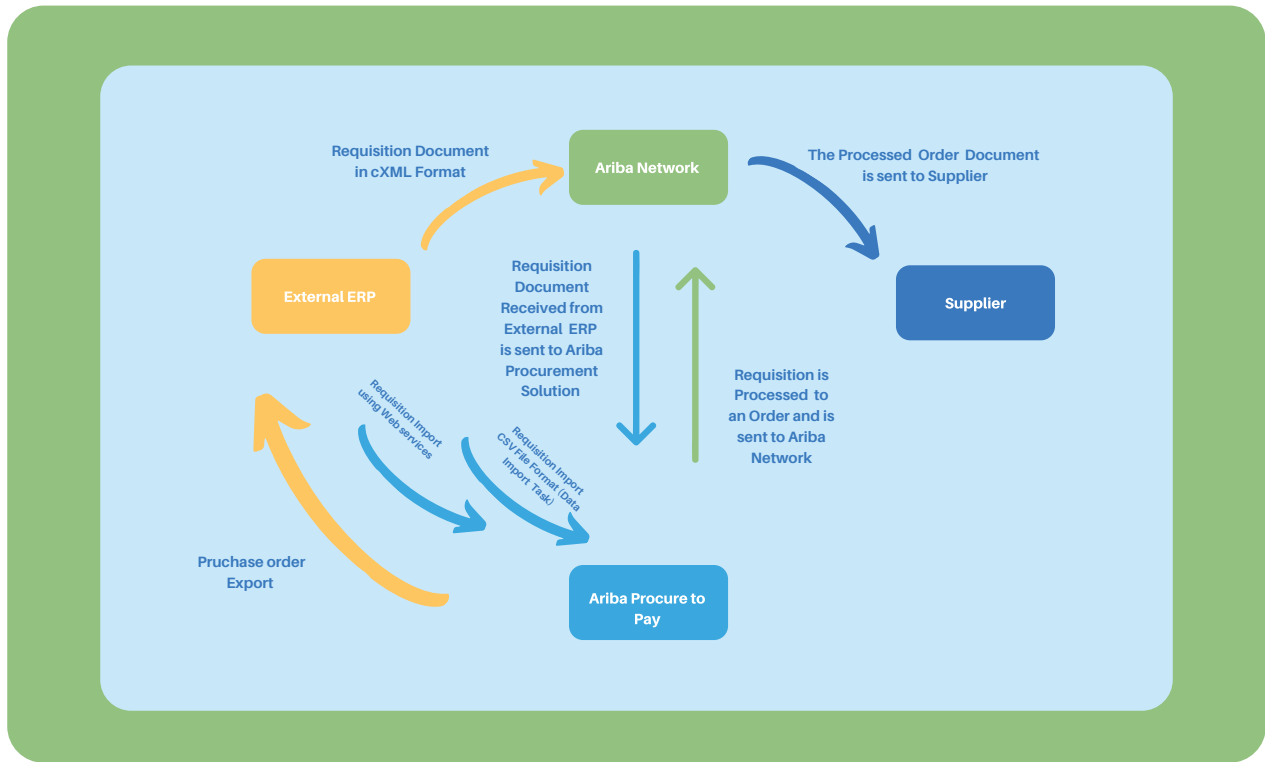 Requisition Document
in cXML Format
Ariba Network
The Processed Order Document
is sent to Supplier
External ERP
Requisition
Document
Received from
External ERP
is sent to Ariba
Procurement
Solution
Supplier
Requisition is
Processed to
an Order and is
sent to Ariba
Network
Requisition Import
using Web services
Requisition Import
CSV File Format (Data
Import Task)
Pruchase order
Export
Ariba Procure to
Pay